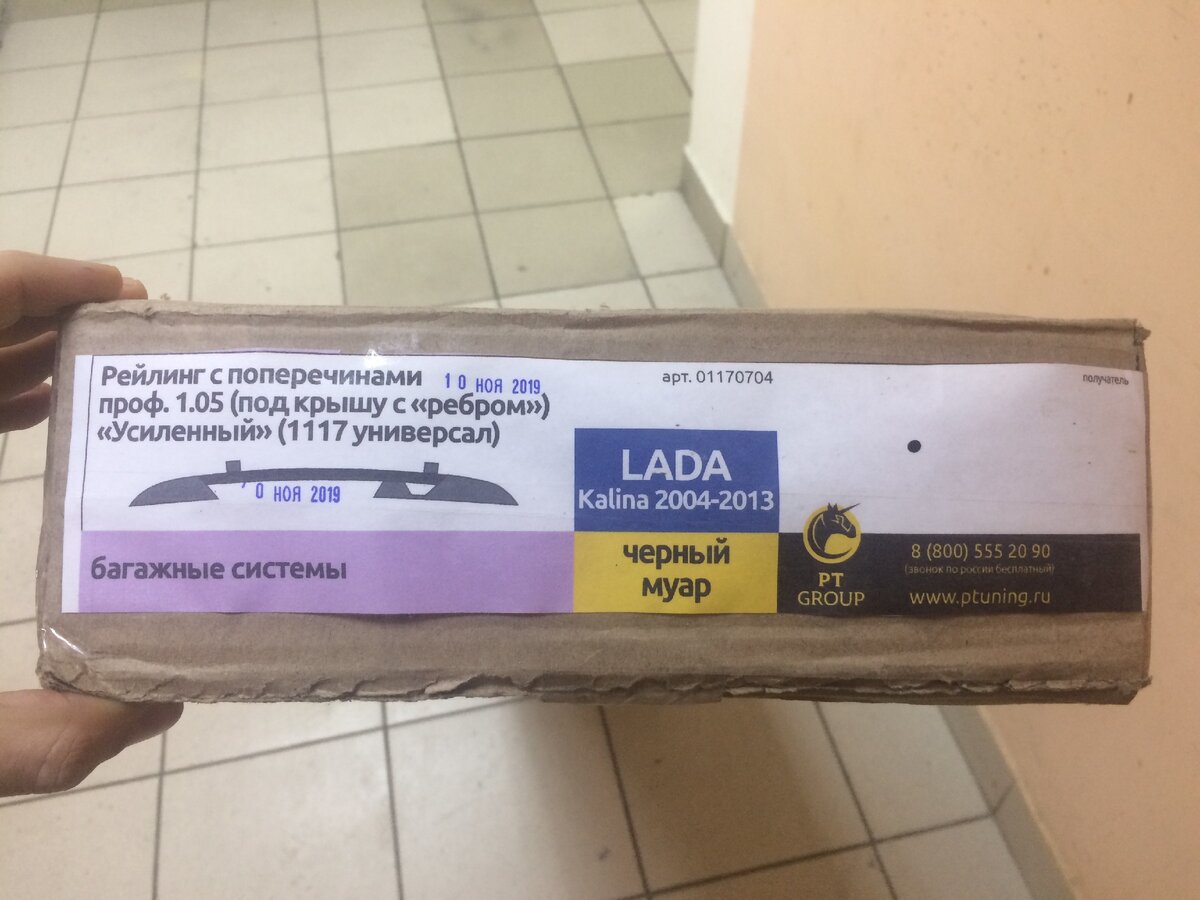 Рейлинг с поперечинами
10 НОЯ 2019
проф. 1.05 (под крышу с «ребром»)
«Усиленный» (1117 универсал)
0 НОЯ 2019
багажные системы
арт. 01170704
LADA
Kalina 2004-2013
черный
муар
получатель
PT
GROUP
8 (800) 555 20 90
(звонок по россии бесплатный)
www.ptuning.ru